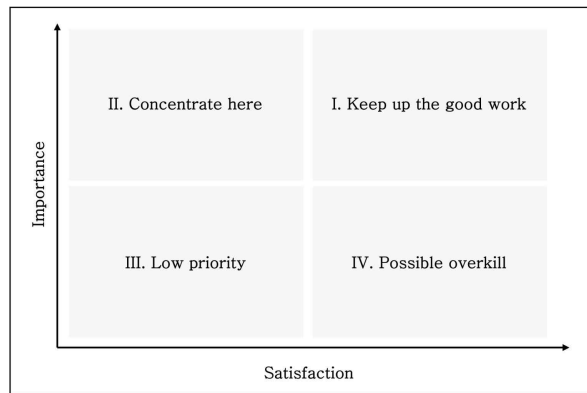 II. Concentrate here
I. Keep up the good work
III. Low priority
IV. Possible overkill
Importance
Satisfaction